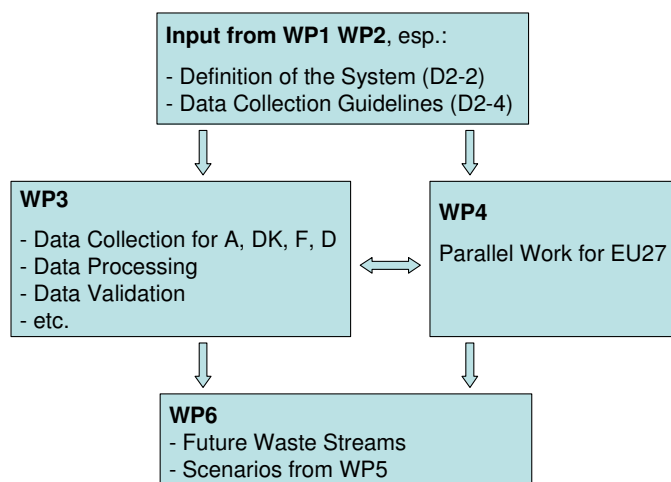 Input from WP1 WP2, esp.:
- Definition of the System (D2-2)
- Data Collection Guidelines (D2-4)
WP3
- Data Collection for A, DK, F, D
- Data Processing
- Data Validation
- etc.
WP4
Parallel Work for EU27
WP6
- Future Waste Streams
- Scenarios from WP5